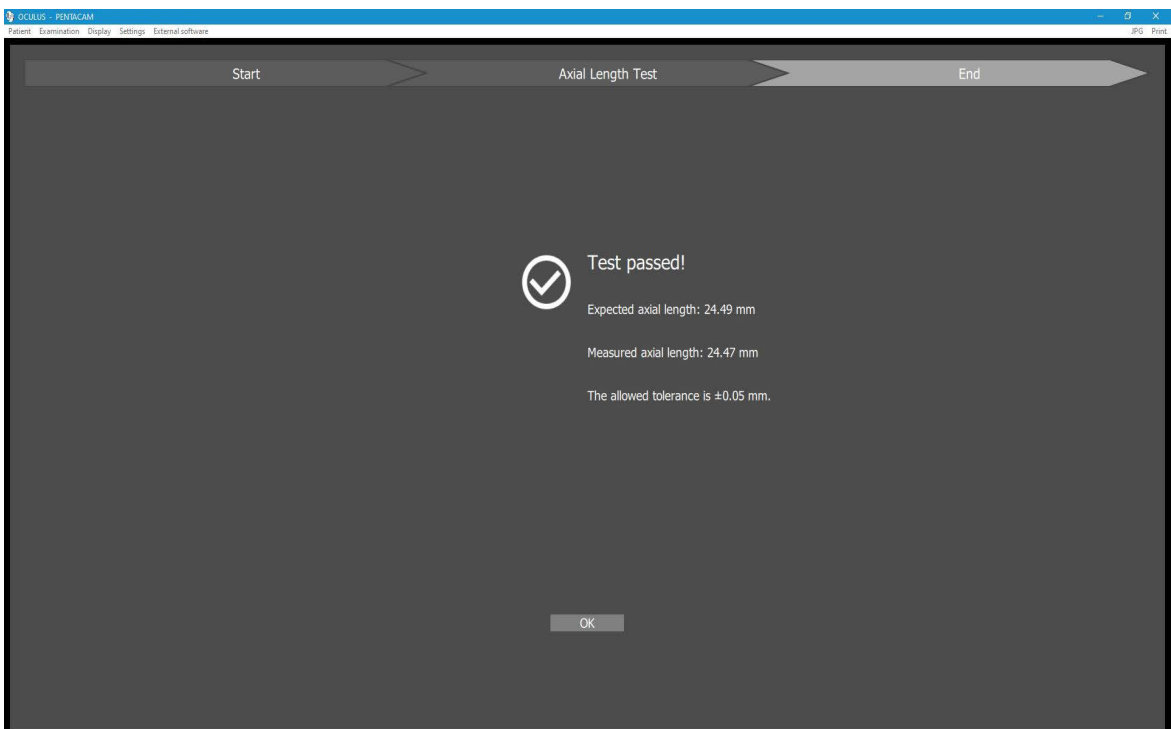 OCULUS - PENTACAM
Patient Examination Display Settings External software JPG Print
Start Axial Length Test End
Test passed!
Expected axial length: 24.49 mm
Measured axial length: 24.47 mm
The allowed tolerance is ±0.05 mm.
OK